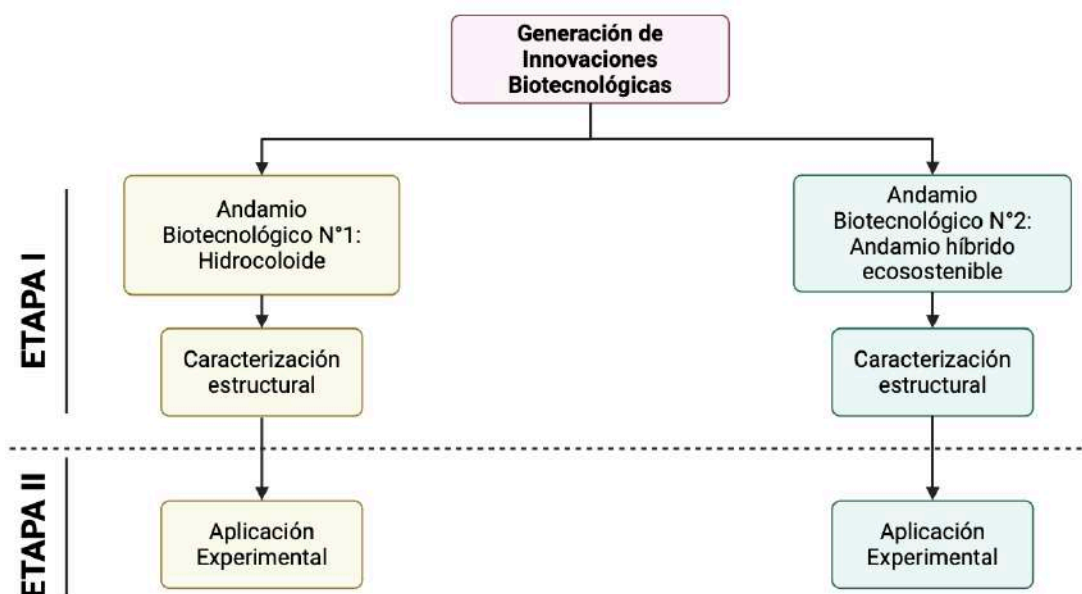 Generación de
Innovaciones
Biotecnológicas
ETAPA I
Andamio
Biotecnológico N°1:
Hidrocoloide
Andamio
Biotecnológico N°2:
Andamio híbrido
ecosostenible
Caracterización
estructural
Caracterización
estructural
ETAPA II
Aplicación
Experimental
Aplicación
Experimental